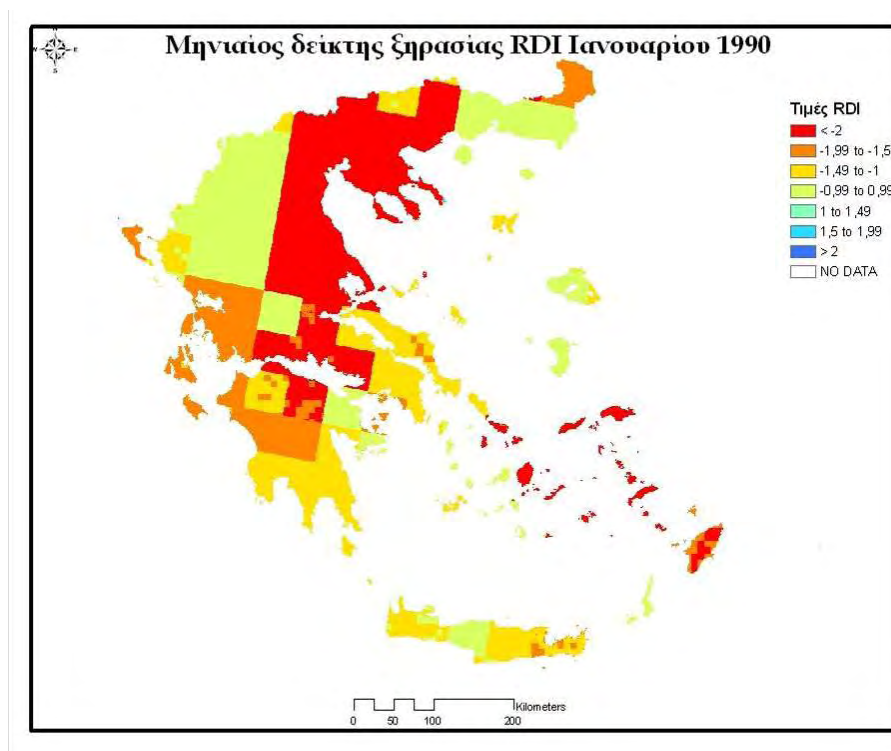 Μηνιαίος δείκτης ξηρασίας RDI Ιανουαρίου 1990
N
W E
S
Τιμές RDI
< -2
-1,99 to -1,5
-1,49 to -1
-0,99 to 0,99
1 to 1,49
1,5 to 1,99
> 2
NO DATA
Kilometers
0 50 100 200